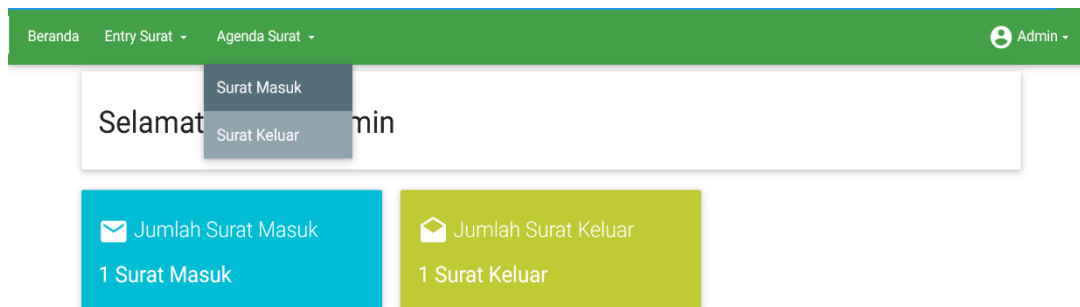 Beranda Entry Surat Agenda Surat Admin
Surat Masuk
Surat Keluar
Selamat min
Jumlah Surat Masuk
1 Surat Masuk
Jumlah Surat Keluar
1 Surat Keluar